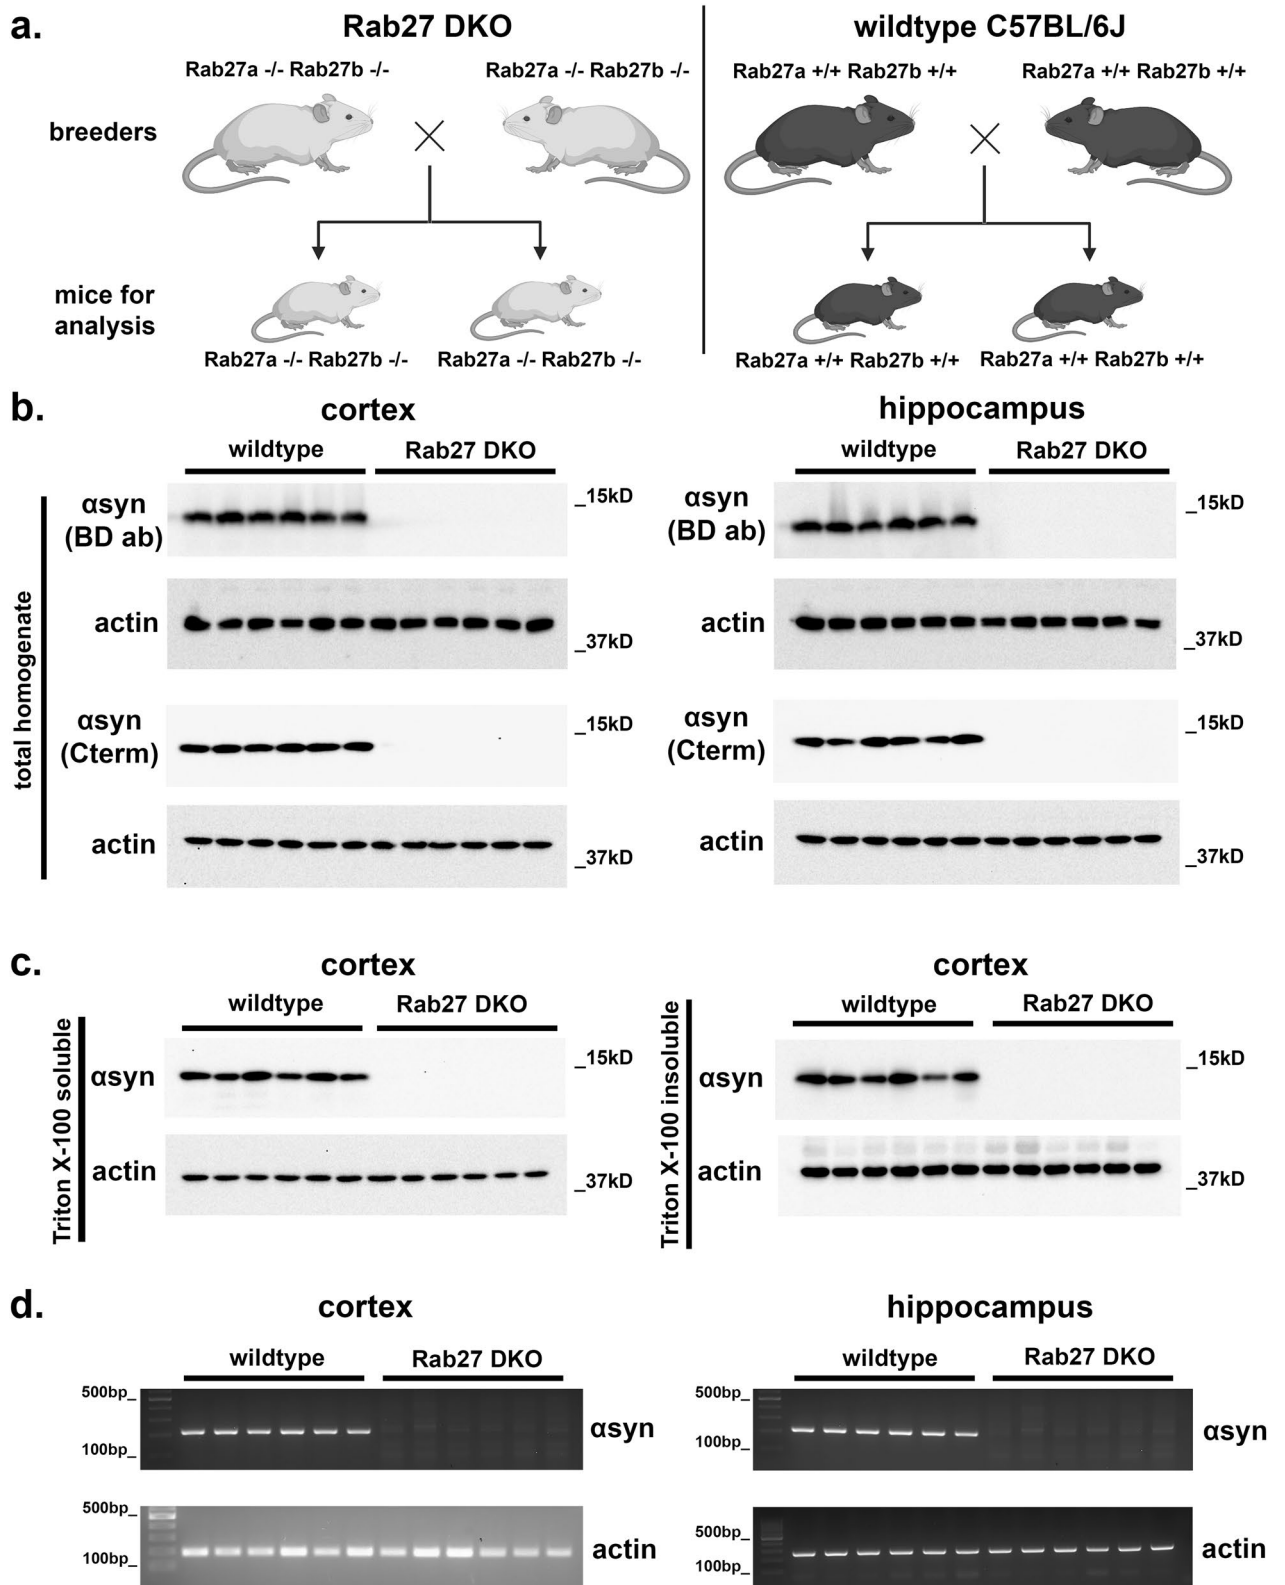 a.
Rab27 DKO
wildtype C57BL/6J
Rab27a -/- Rab27b -/-
Rab27a -/- Rab27b -/-
Rab27a +/+ Rab27b +/+
Rab27a +/+ Rab27b +/+
breeders
mice for
analysis
Rab27a -/- Rab27b -/-
Rab27a -/- Rab27b -/-
Rab27a +/+ Rab27b +/+
Rab27a +/+ Rab27b +/+
b.
cortex
wildtype
Rab27 DKO
total homogenate
αsyn
(BD ab)
_15kD
actin
_37kD
αsyn
(Cterm)
_15kD
actin
_37kD
hippocampus
wildtype
Rab27 DKO
αsyn
(BD ab)
_15kD
actin
_37kD
αsyn
(Cterm)
_15kD
actin
_37kD
c.
cortex
wildtype
Rab27 DKO
Triton X-100 soluble
αsyn
_15kD
actin
_37kD
cortex
wildtype
Rab27 DKO
Triton X-100 insoluble
αsyn
_15kD
actin
_37kD
d.
cortex
wildtype
Rab27 DKO
500bp_
100bp_
αsyn
500bp_
100bp_
actin
hippocampus
wildtype
Rab27 DKO
500bp_
100bp_
αsyn
500bp_
100bp_
actin